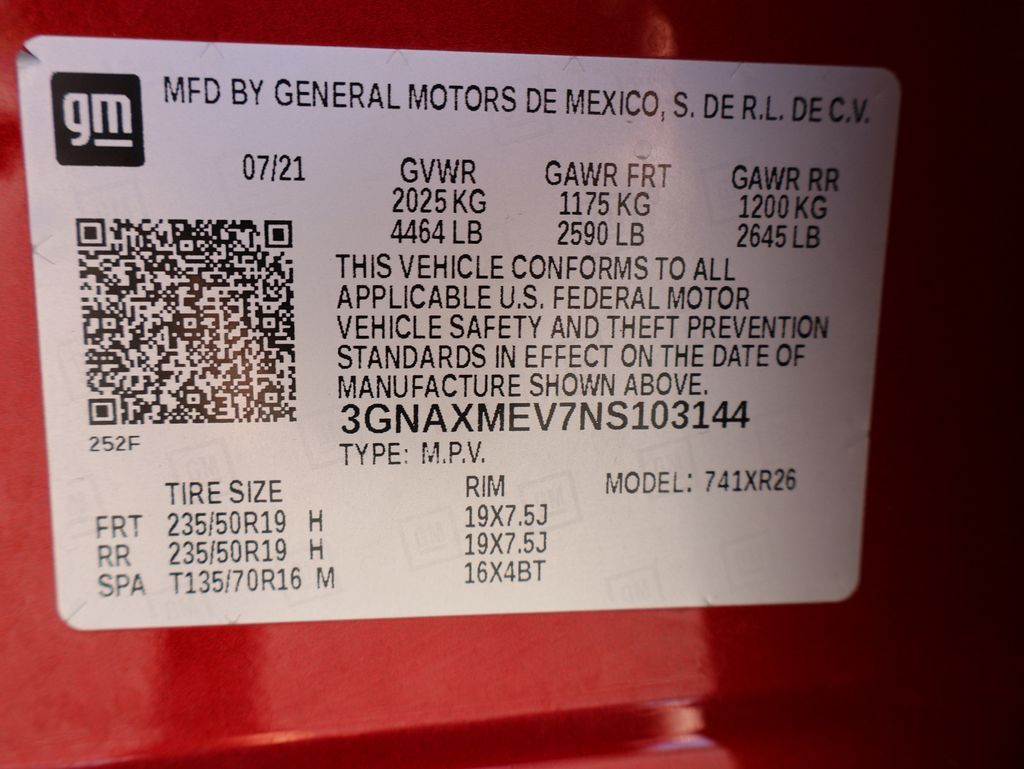 gm
MFD BY GENERAL MOTORS DE MEXICO, S. DE R.L. DE C.V.
07/21 GVWR GAWR FRT GAWR RR
2025 KG 1175 KG 1200 KG
4464 LB 2590 LB 2645 LB
THIS VEHICLE CONFORMS TO ALL
APPLICABLE U.S. FEDERAL MOTOR
VEHICLE SAFETY AND THEFT PREVENTION
STANDARDS IN EFFECT ON THE DATE OF
MANUFACTURE SHOWN ABOVE.
3GNAXMEV7NS103144
252F
TYPE: M.P.V.
TIRE SIZE RIM MODEL: 741XR26
FRT 235/50R19 H 19X7.5J
RR 235/50R19 H 19X7.5J
SPA T135/70R16 M 16X4BT